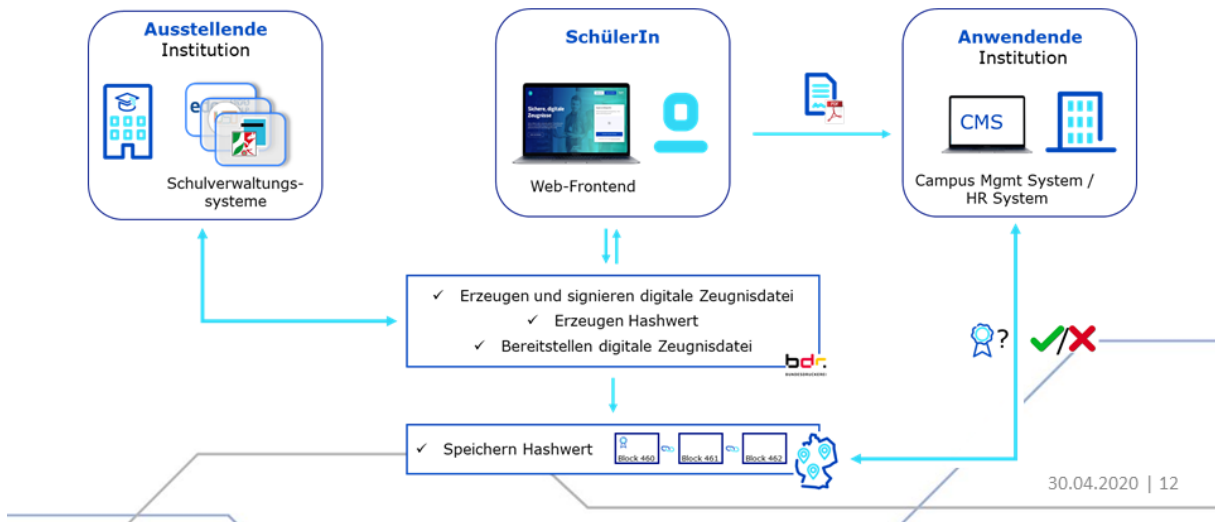 Ausstellende
Institution
Schulverwaltungs-
systeme
SchülerIn
Sichere, digitale
Zeugnisse
Web-Frontend
PDF
Anwendende
Institution
CMS
Campus Mgmt System /
HR System
✓ Erzeugen und signieren digitale Zeugnisdatei
✓ Erzeugen Hashwert
✓ Bereitstellen digitale Zeugnisdatei
bdr.
BUNDESDRUCKEREI
?
/
✓ Speichern Hashwert
Block 460
Block 461
Block 462
30.04.2020 | 12